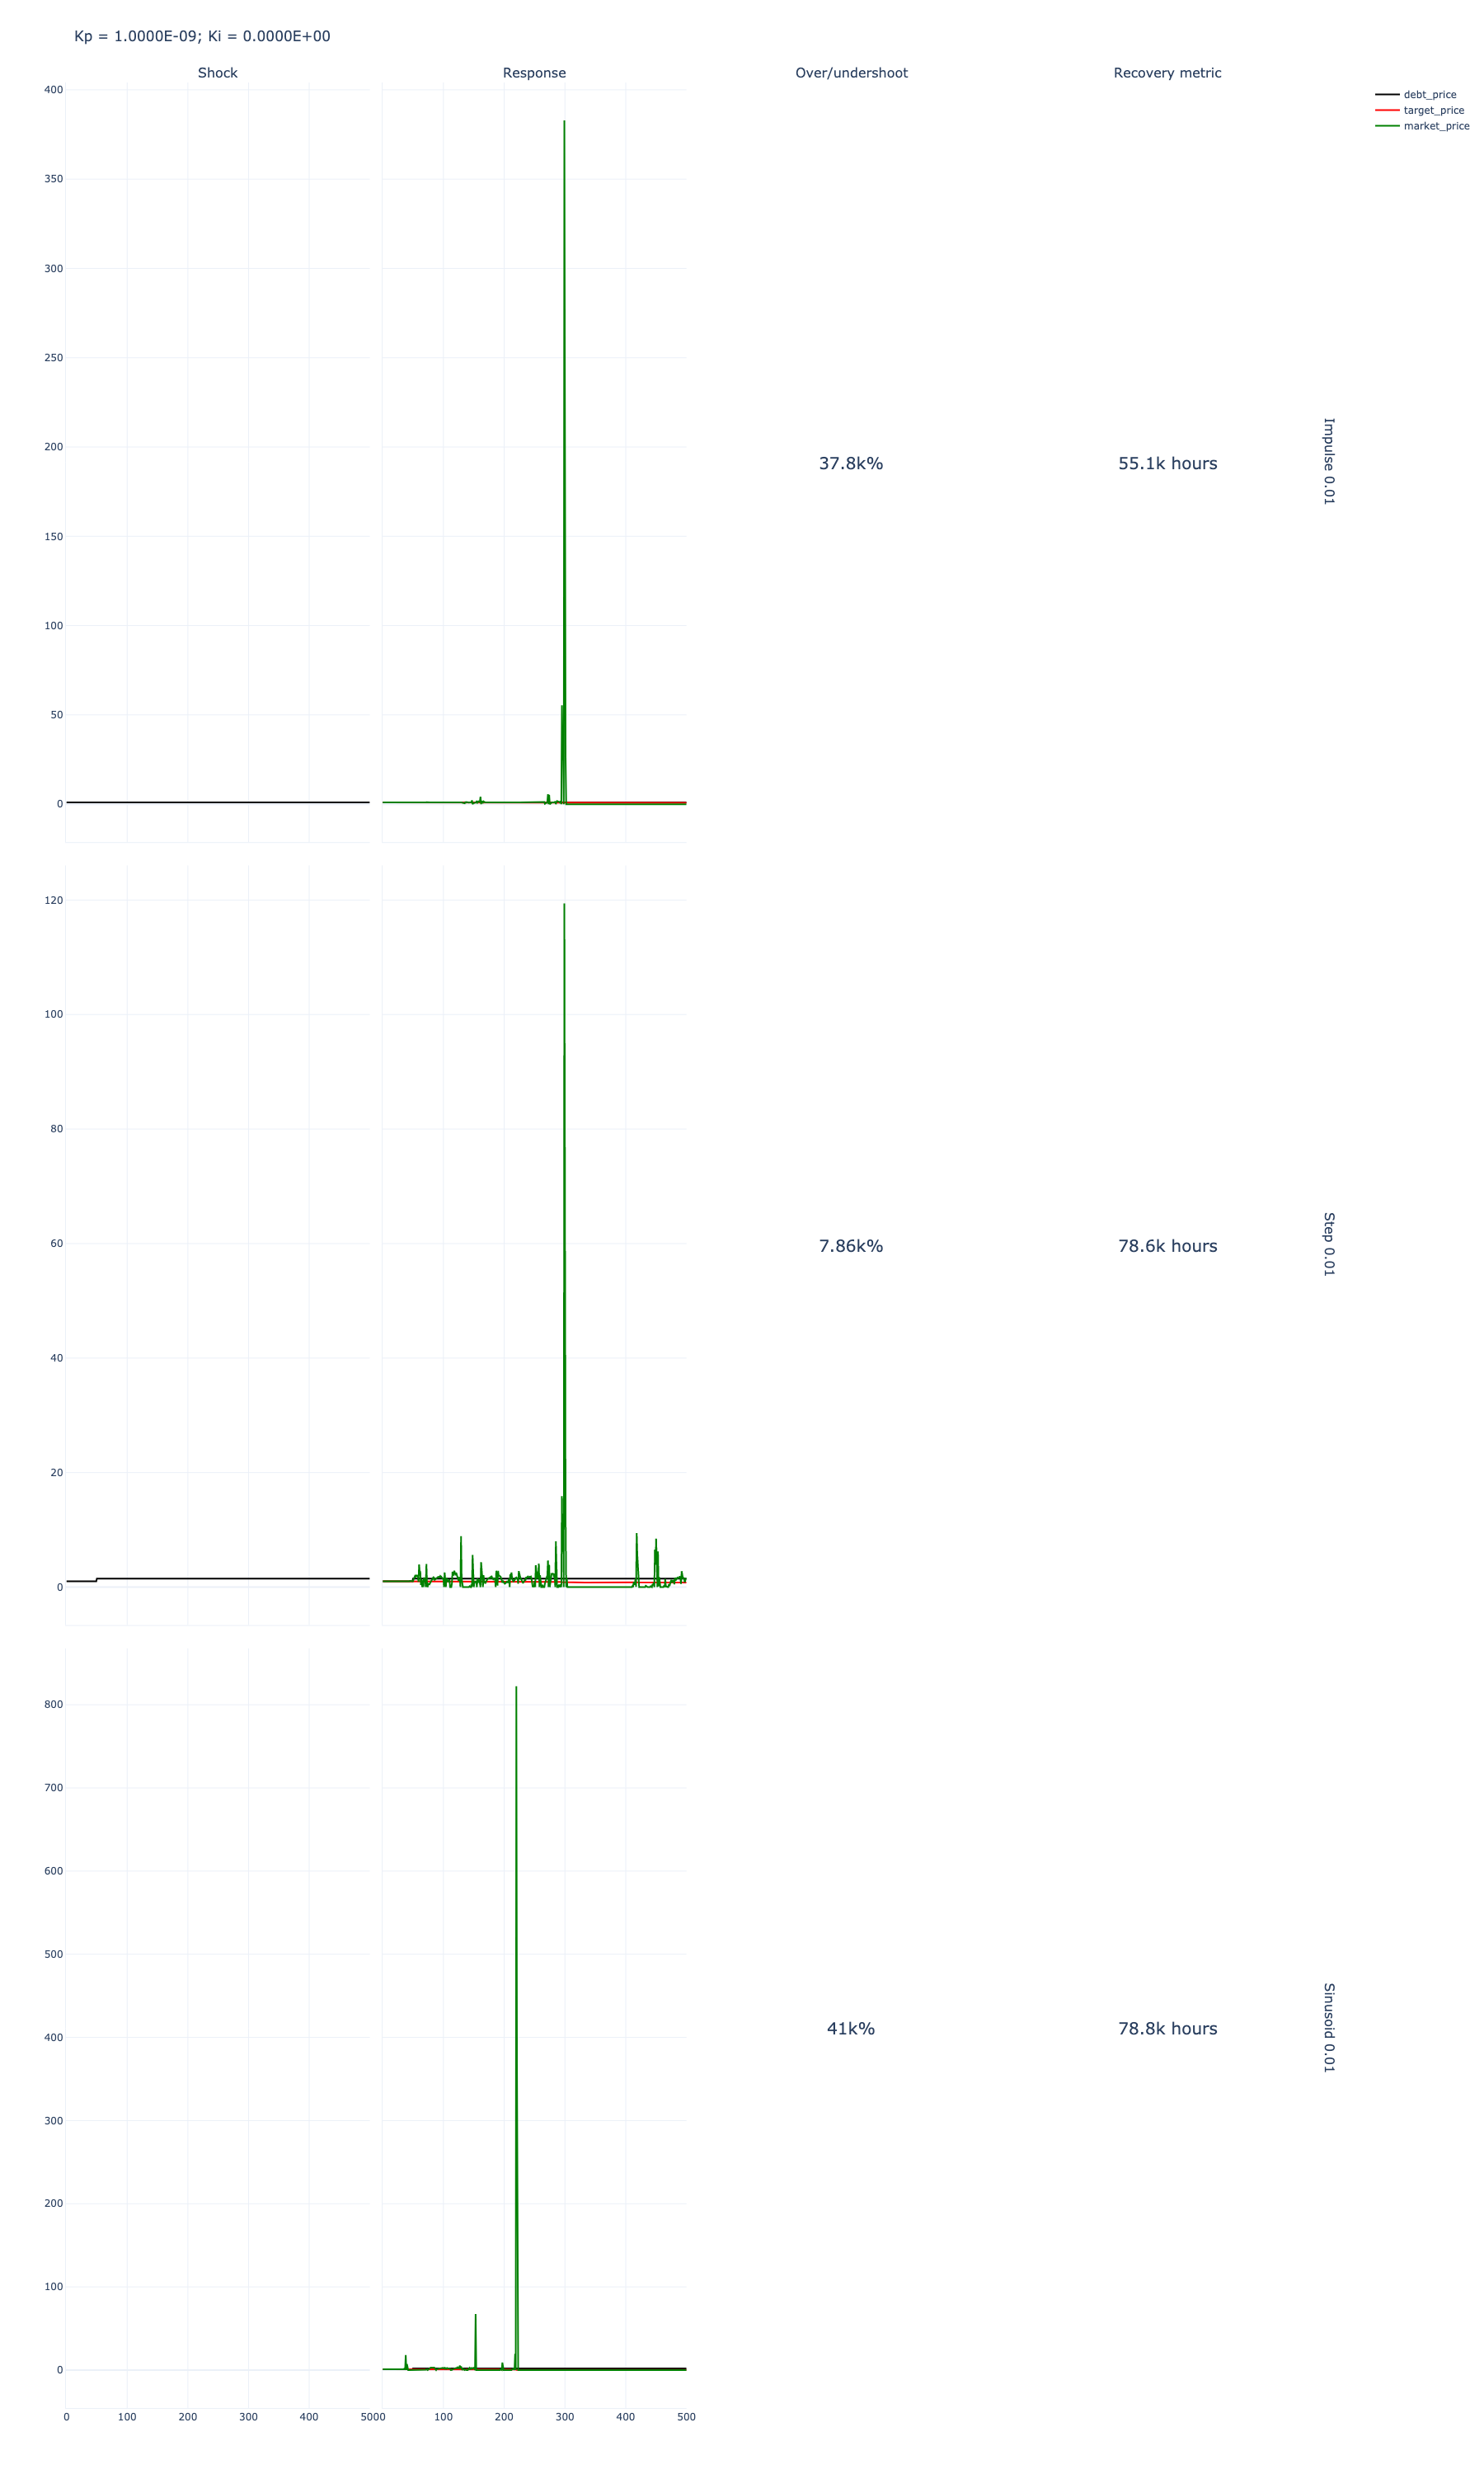 Kp = 1.0000E-09; Ki = 0.0000E+00
Shock
Response
Over/undershoot
Recovery metric
debt_price
target_price
market_price
400
350
300
250
200
150
100
50
0
37.8k%
55.1k hours
Impulse 0.01
120
100
80
60
40
20
0
7.86k%
78.6k hours
Step 0.01
800
700
600
500
400
300
200
100
0
41k%
78.8k hours
Sinusoid 0.01
0 100 200 300 400 500
0 100 200 300 400 500